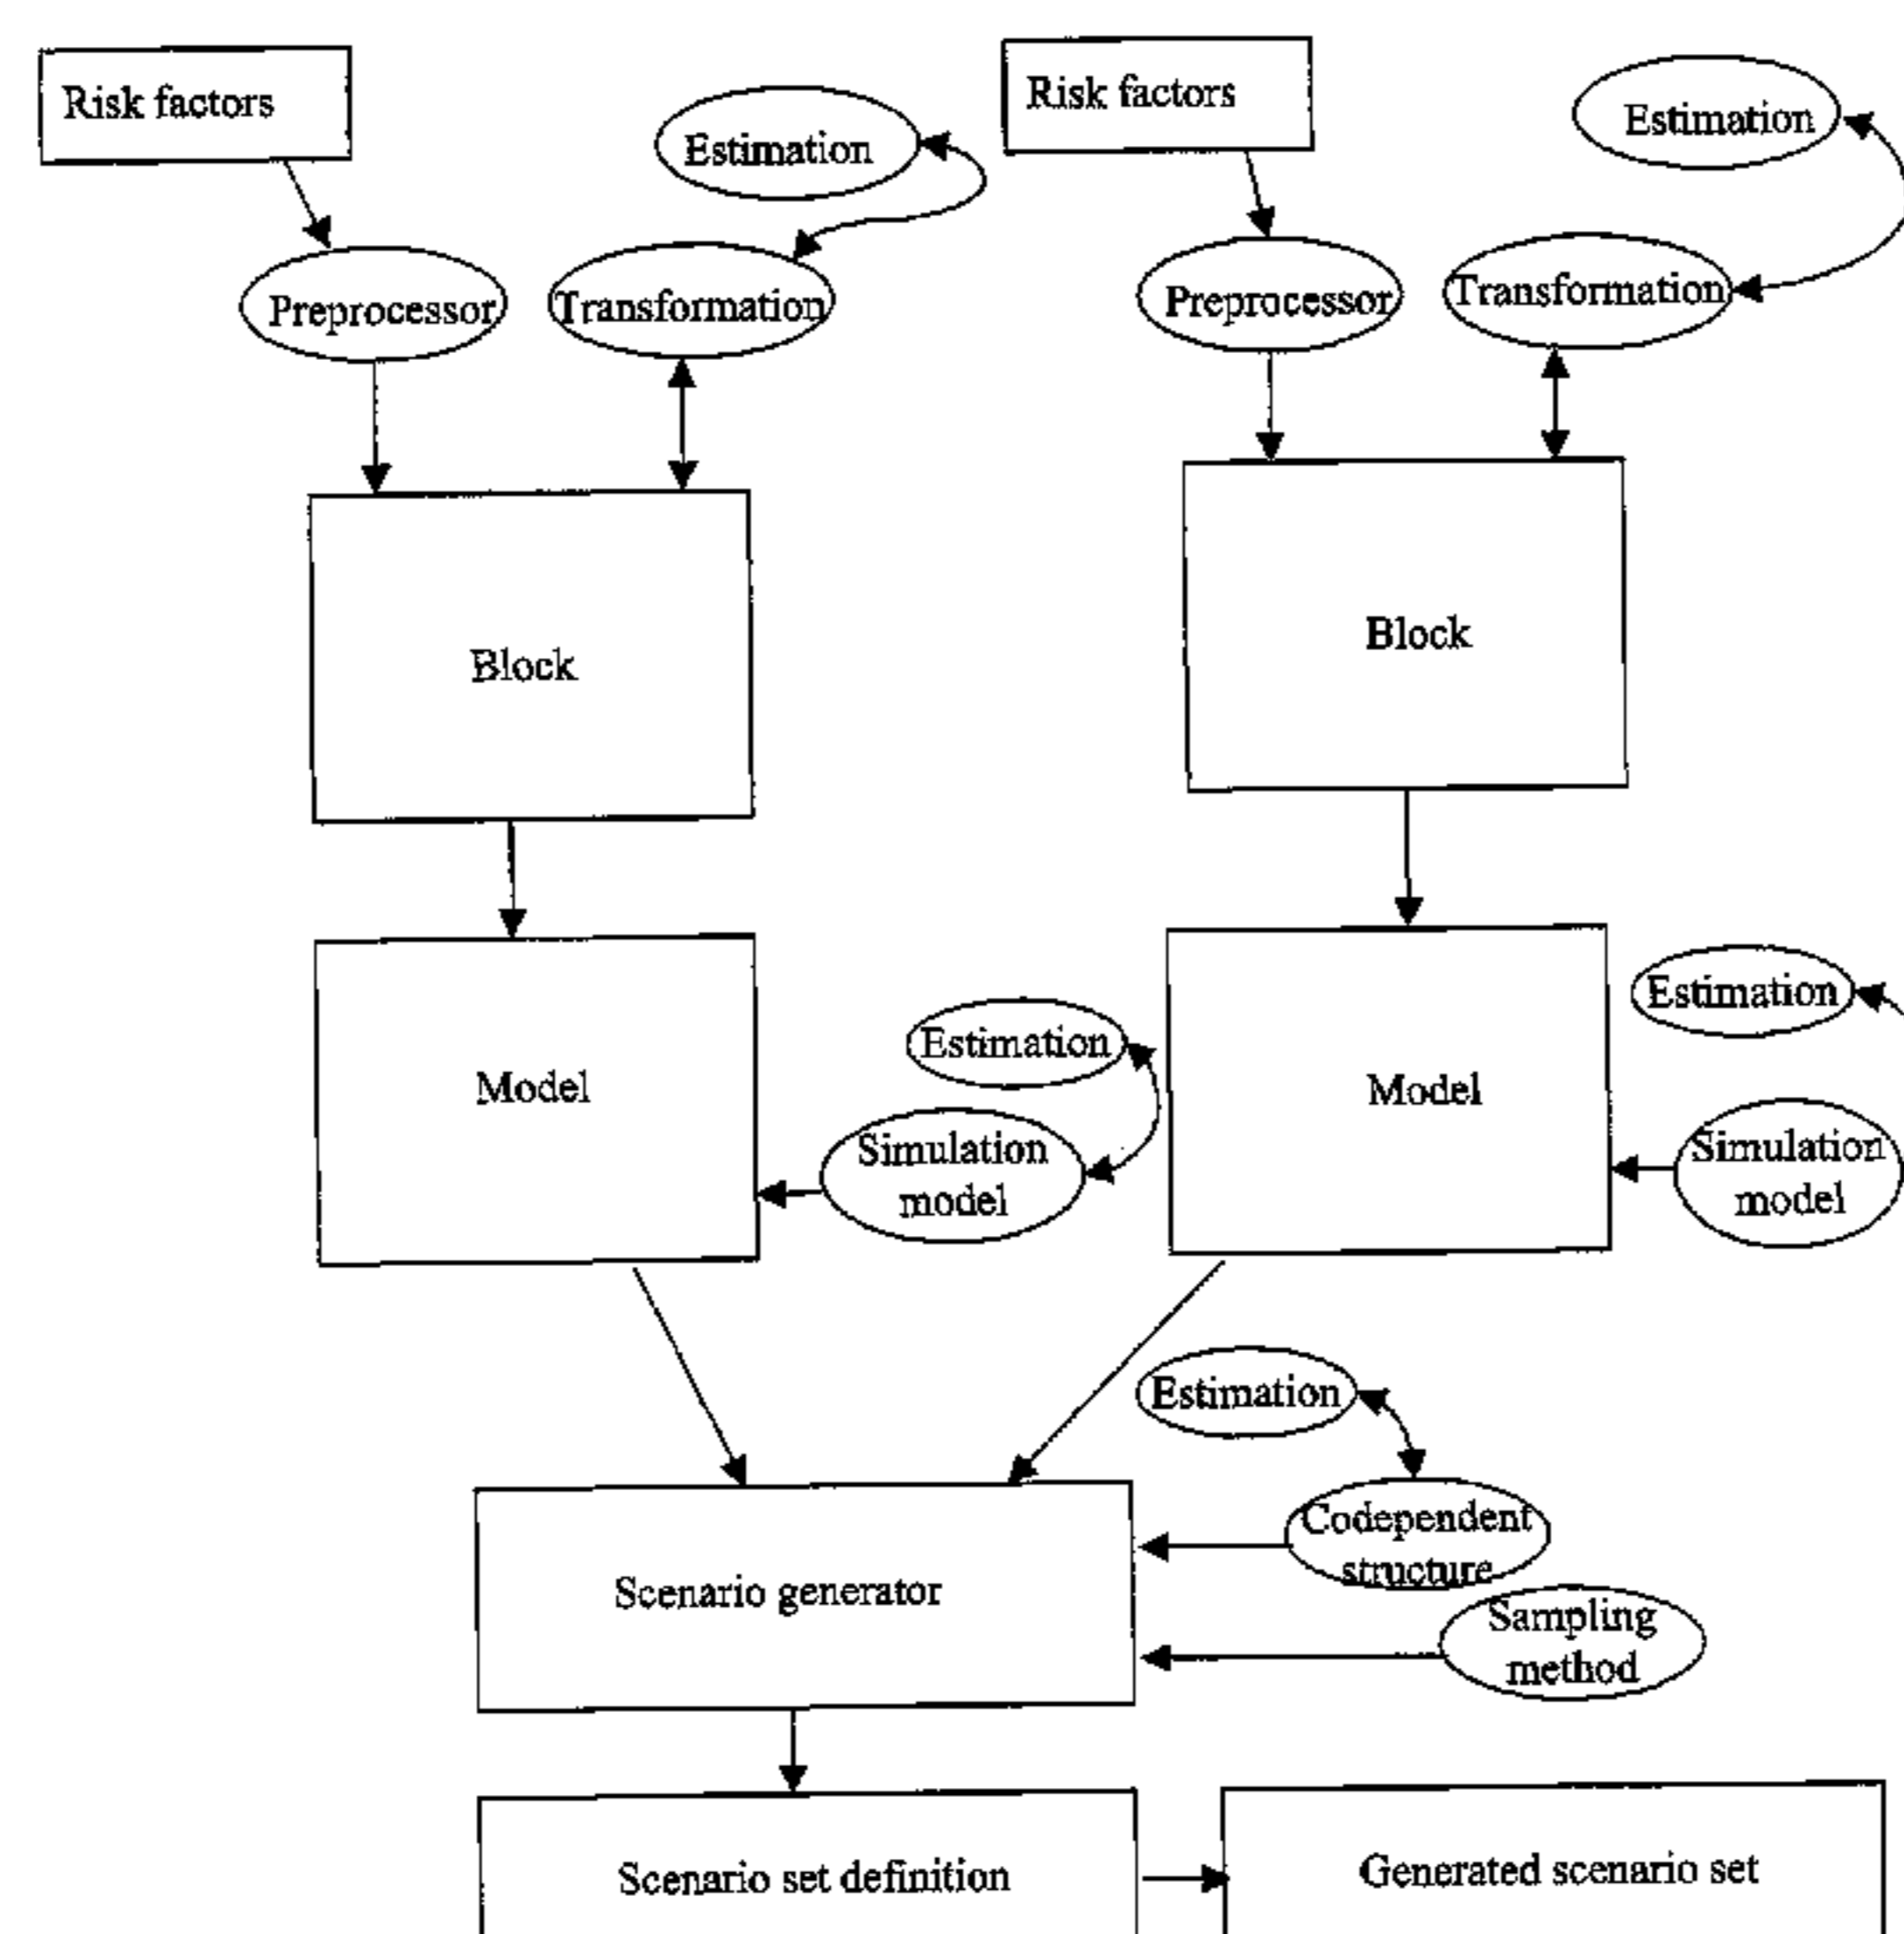 Risk factors
Risk factors
Estimation
Estimation
Preprocessor
Transformation
Preprocessor
Transformation
Block
Block
Model
Estimation
Simulation
model
Model
Estimation
Simulation
model
Estimation
Codependent
structure
Scenario generator
Sampling
method
Scenario set definition
Generated scenario set